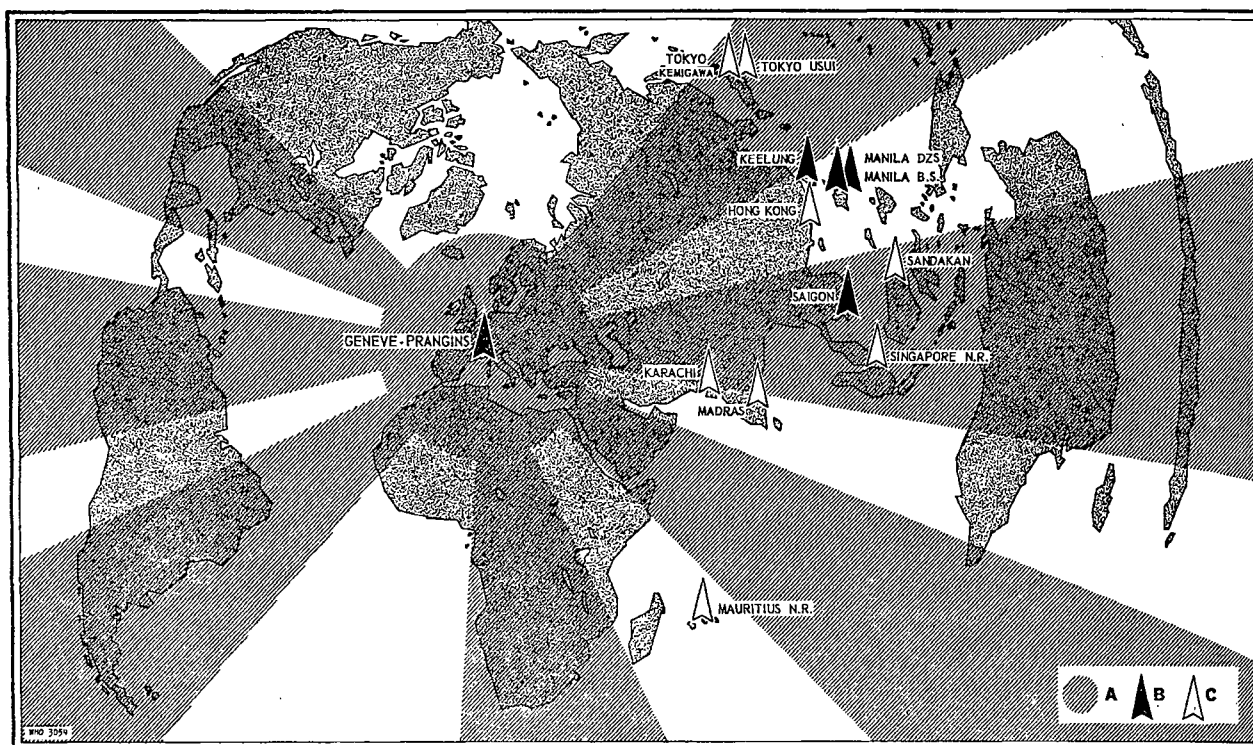 TOKYO
KEMIGAWA
TOKYO USUI
KEELUNG
MANILA DZS
MANILA B.S.
HONG KONG
SANDAKAN
SAIGON
GENEVE-PRANGINS
SINGAPORE N.R.
KARACHI
MADRAS
MAURITIUS N.R.
A B C
WHO 3054